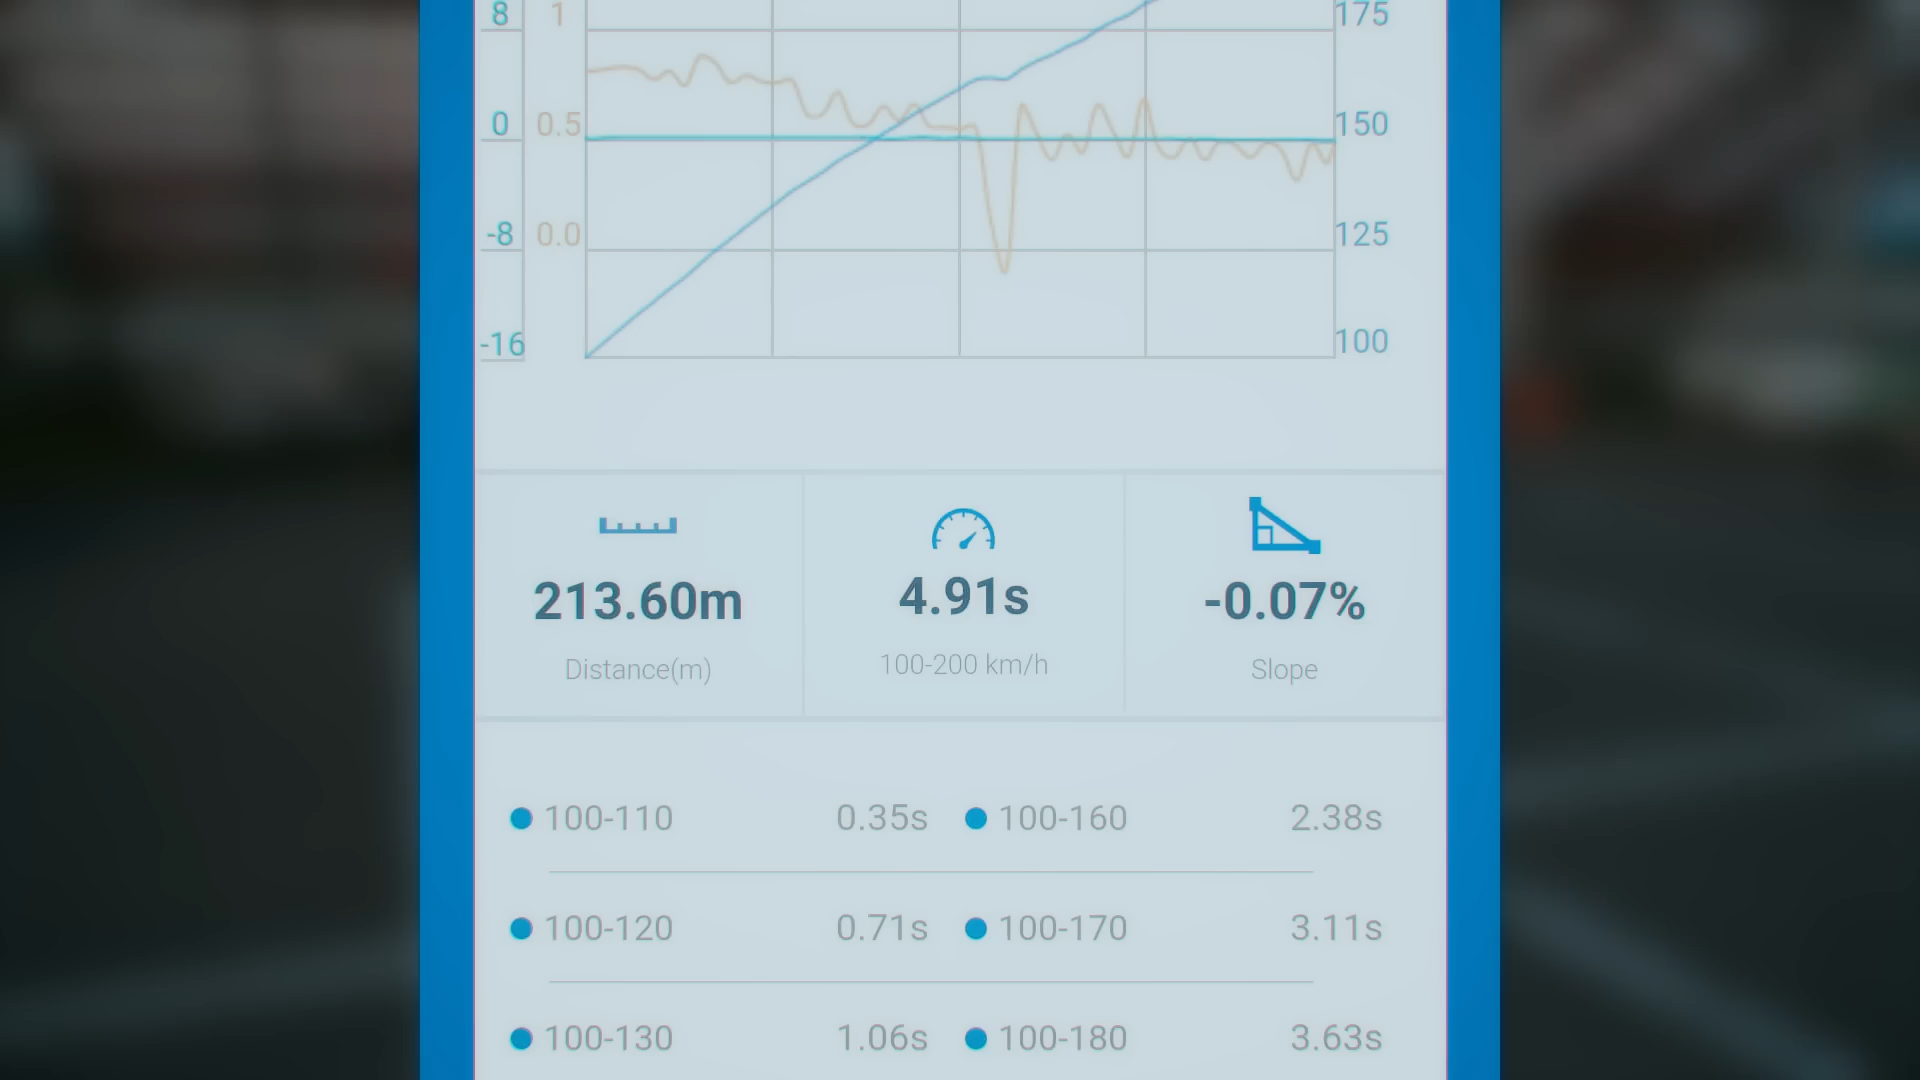 8 1 175
0 0.5 150
-8 0.0 125
-16 100
213.60m 4.91s -0.07%
Distance(m) 100-200 km/h Slope
100-110 0.35s 100-160 2.38s
100-120 0.71s 100-170 3.11s
100-130 1.06s 100-180 3.63s